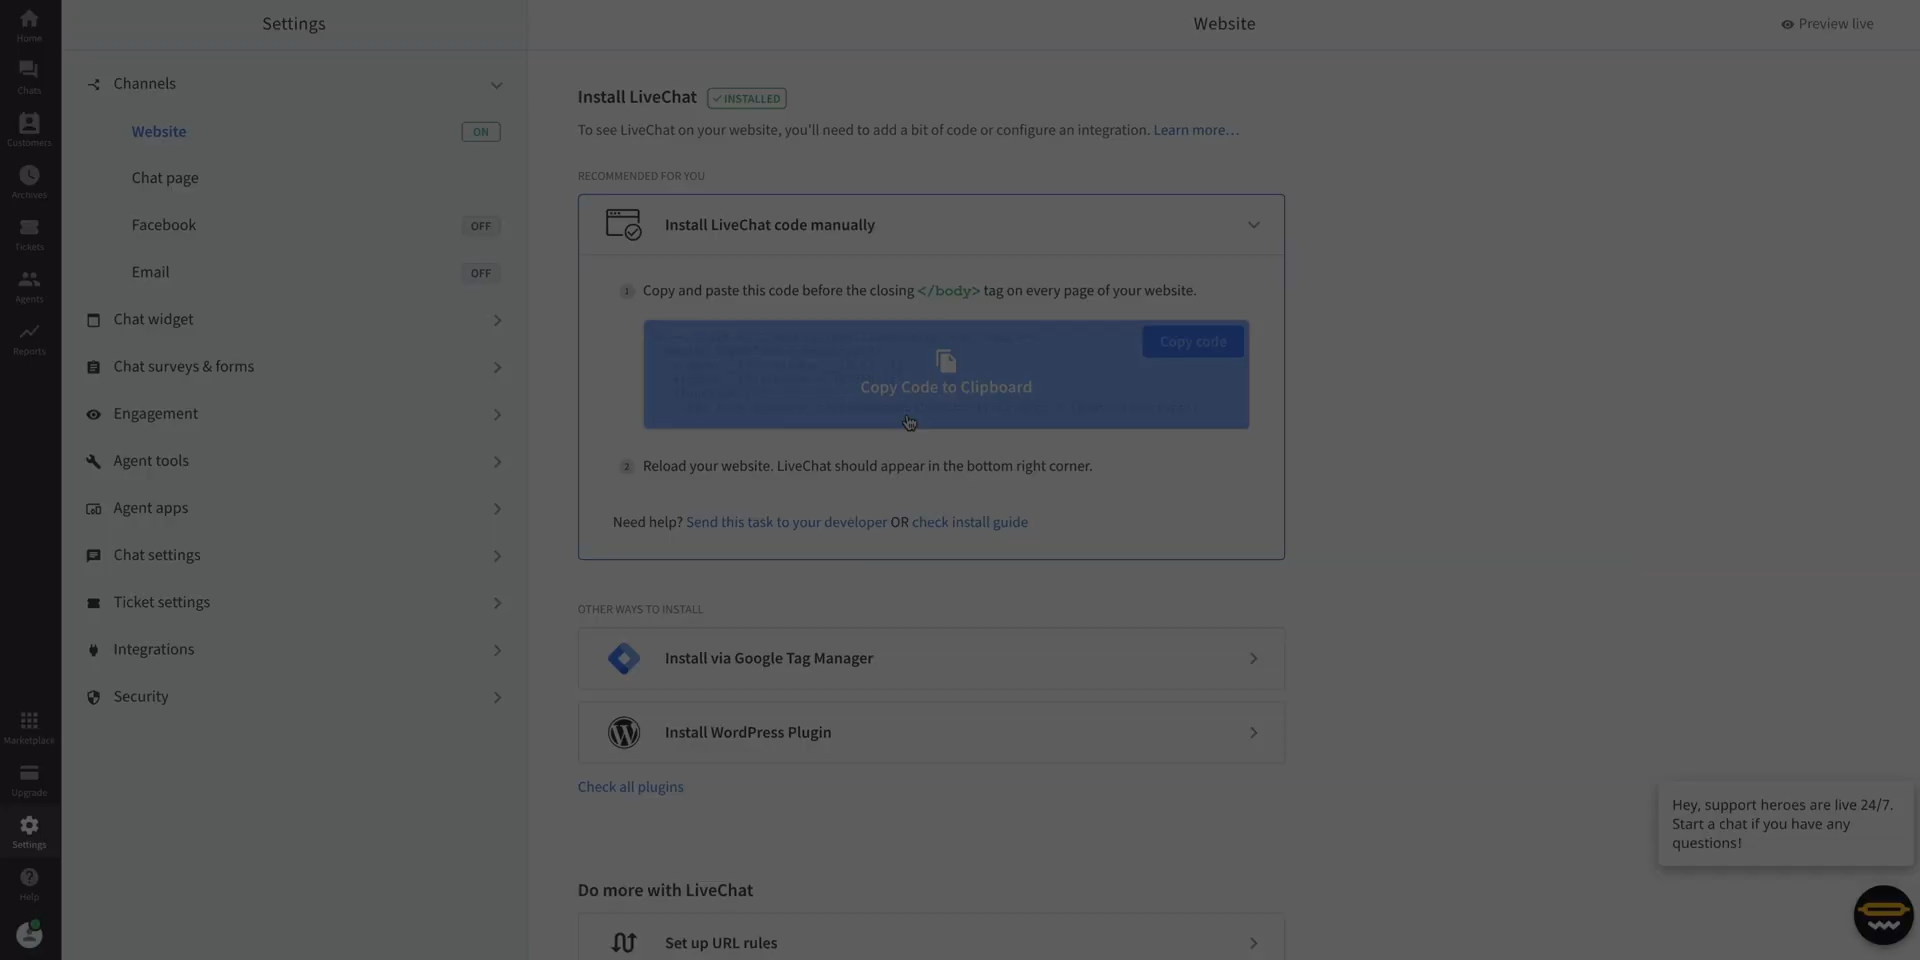 Home
Chats
Customers
Archives
Tickets
Agents
Reports
Marketplace
Upgrade
Settings
Help
Settings
Channels
Website ON
Chat page
Facebook OFF
Email OFF
Chat widget
Chat surveys & forms
Engagement
Agent tools
Agent apps
Chat settings
Ticket settings
Integrations
Security
Website
Preview live
Install LiveChat INSTALLED
To see LiveChat on your website, you'll need to add a bit of code or configure an integration. Learn more…
RECOMMENDED FOR YOU
Install LiveChat code manually
1 Copy and paste this code before the closing </body> tag on every page of your website.
Copy code
Copy Code to Clipboard
2 Reload your website. LiveChat should appear in the bottom right corner.
Need help? Send this task to your developer OR check install guide
OTHER WAYS TO INSTALL
Install via Google Tag Manager
Install WordPress Plugin
Check all plugins
Do more with LiveChat
Set up URL rules
Hey, support heroes are live 24/7.
Start a chat if you have any
questions!